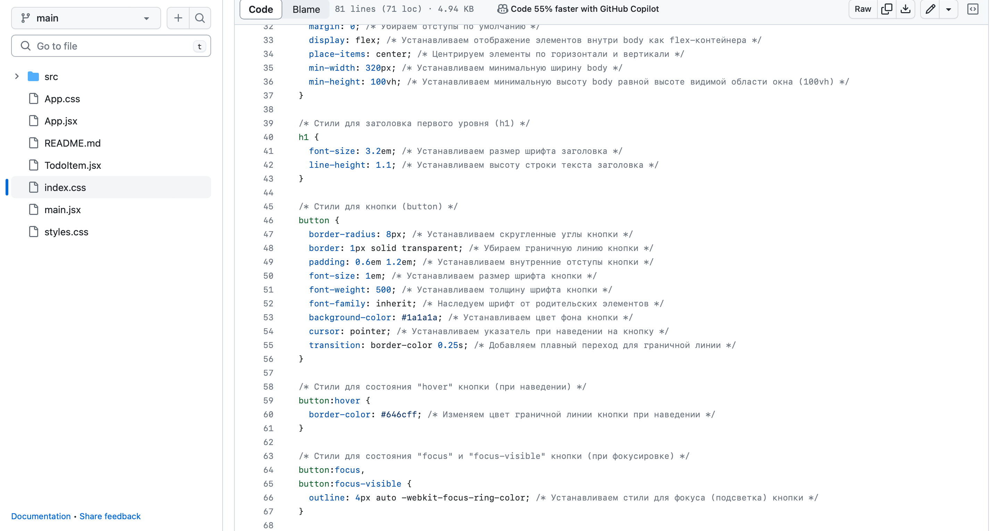 main
Go to file
t
src
App.css
App.jsx
README.md
TodoItem.jsx
index.css
main.jsx
styles.css
Documentation • Share feedback
Code
Blame
81 lines (71 loc) · 4.94 KB
Code 55% faster with GitHub Copilot
Raw
32 margin: 0; /* Убираем отступы по умолчанию */
33 display: flex; /* Устанавливаем отображение элементов внутри body как flex-контейнера */
34 place-items: center; /* Центрируем элементы по горизонтали и вертикали */
35 min-width: 320px; /* Устанавливаем минимальную ширину body */
36 min-height: 100vh; /* Устанавливаем минимальную высоту body равной высоте видимой области окна (100vh) */
37 }
38
39 /* Стили для заголовка первого уровня (h1) */
40 h1 {
41 font-size: 3.2em; /* Устанавливаем размер шрифта заголовка */
42 line-height: 1.1; /* Устанавливаем высоту строки текста заголовка */
43 }
44
45 /* Стили для кнопки (button) */
46 button {
47 border-radius: 8px; /* Устанавливаем скругленные углы кнопки */
48 border: 1px solid transparent; /* Убираем граничную линию кнопки */
49 padding: 0.6em 1.2em; /* Устанавливаем внутренние отступы кнопки */
50 font-size: 1em; /* Устанавливаем размер шрифта кнопки */
51 font-weight: 500; /* Устанавливаем толщину шрифта кнопки */
52 font-family: inherit; /* Наследуем шрифт от родительских элементов */
53 background-color: #1a1a1a; /* Устанавливаем цвет фона кнопки */
54 cursor: pointer; /* Устанавливаем указатель при наведении на кнопку */
55 transition: border-color 0.25s; /* Добавляем плавный переход для граничной линии */
56 }
57
58 /* Стили для состояния "hover" кнопки (при наведении) */
59 button:hover {
60 border-color: #646cff; /* Изменяем цвет граничной линии кнопки при наведении */
61 }
62
63 /* Стили для состояния "focus" и "focus-visible" кнопки (при фокусировке) */
64 button:focus,
65 button:focus-visible {
66 outline: 4px auto -webkit-focus-ring-color; /* Устанавливаем стили для фокуса (подсветка) кнопки */
67 }
68